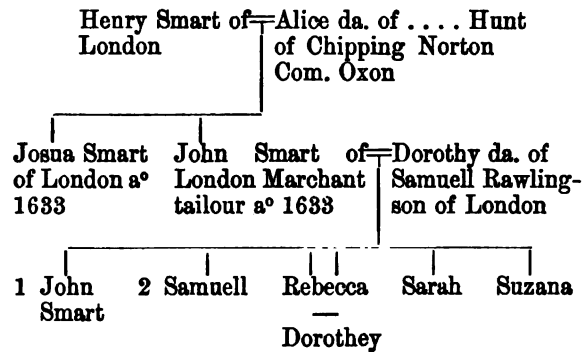 Henry Smart of Alice da. of .... Hunt
London of Chipping Norton
Com. Oxon
Josua Smart
of London aº
1633
John Smart of
London Marchant
tailour aº 1633
Dorothy da. of
Samuell Rawling-
son of London
1 John
Smart
2 Samuell
Rebecca
Dorothey
Sarah
Suzana